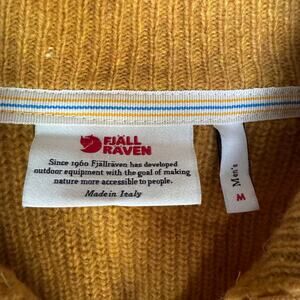 FJÄLL
RÄVEN
Since 1960 Fjällräven has developed
outdoor equipment with the goal of making
nature more accessible to people.
Made in Italy
Men's
M